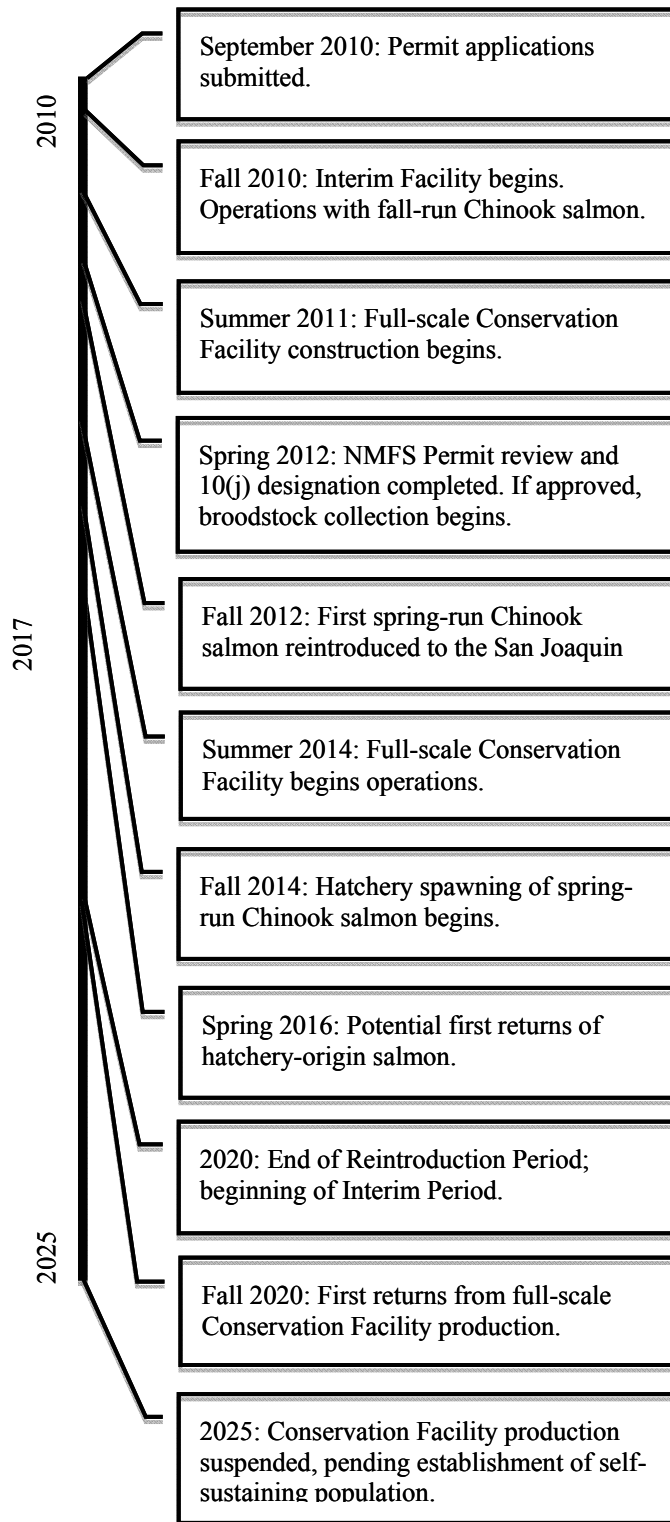 2010
September 2010: Permit applications
submitted.
Fall 2010: Interim Facility begins.
Operations with fall-run Chinook salmon.
Summer 2011: Full-scale Conservation
Facility construction begins.
Spring 2012: NMFS Permit review and
10(j) designation completed. If approved,
broodstock collection begins.
2017
Fall 2012: First spring-run Chinook
salmon reintroduced to the San Joaquin
Summer 2014: Full-scale Conservation
Facility begins operations.
Fall 2014: Hatchery spawning of spring-
run Chinook salmon begins.
Spring 2016: Potential first returns of
hatchery-origin salmon.
2020: End of Reintroduction Period;
beginning of Interim Period.
2025
Fall 2020: First returns from full-scale
Conservation Facility production.
2025: Conservation Facility production
suspended, pending establishment of self-
sustaining population.